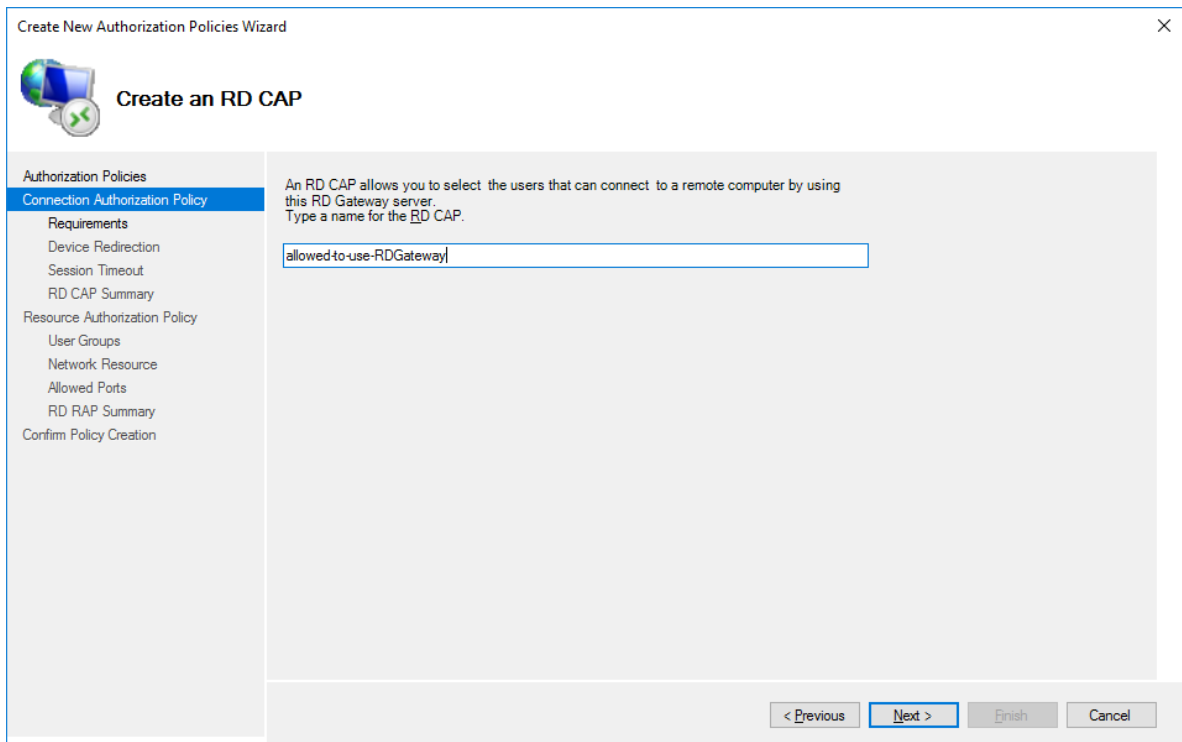 Create New Authorization Policies Wizard
Create an RD CAP
Authorization Policies
Connection Authorization Policy
Requirements
Device Redirection
Session Timeout
RD CAP Summary
Resource Authorization Policy
User Groups
Network Resource
Allowed Ports
RD RAP Summary
Confirm Policy Creation
An RD CAP allows you to select the users that can connect to a remote computer by using
this RD Gateway server.
Type a name for the RD CAP.
allowed-to-use-RDGateway
< Previous
Next >
Finish
Cancel